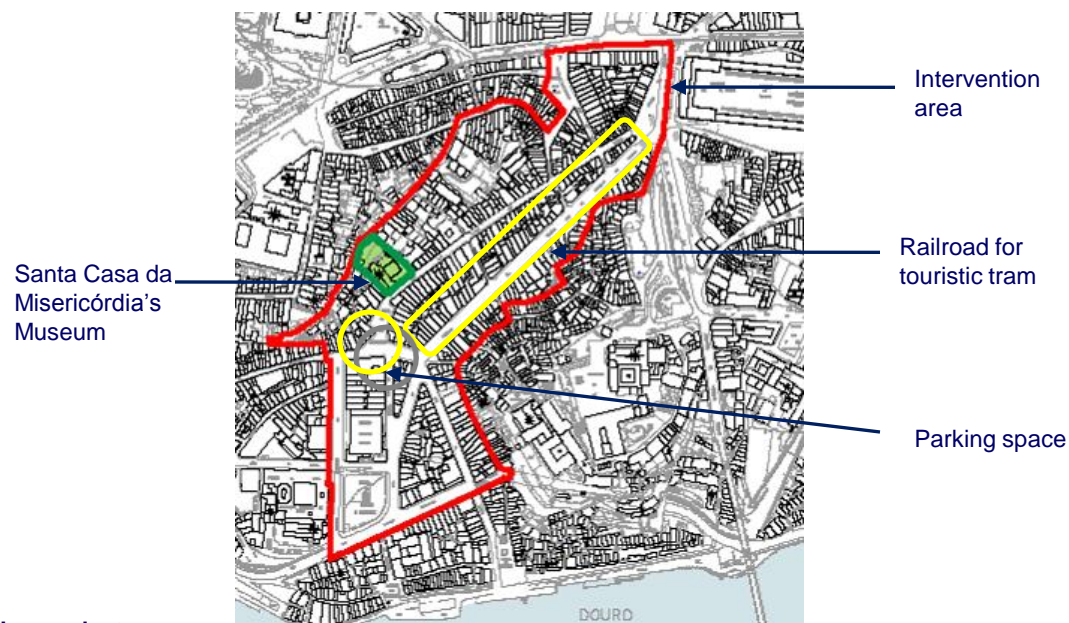 Intervention
area
Santa Casa da
Misericórdia's
Museum
Railroad for
touristic tram
Parking space
DOURO